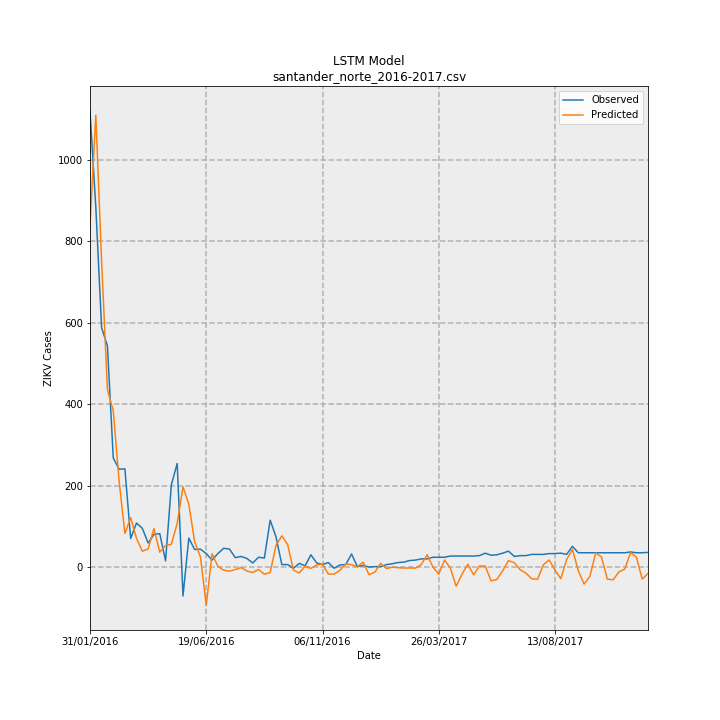 LSTM Model
santander_norte_2016-2017.csv
Observed
Predicted
1000
800
600
400
200
0
ZIKV Cases
31/01/2016
19/06/2016
06/11/2016
26/03/2017
13/08/2017
Date